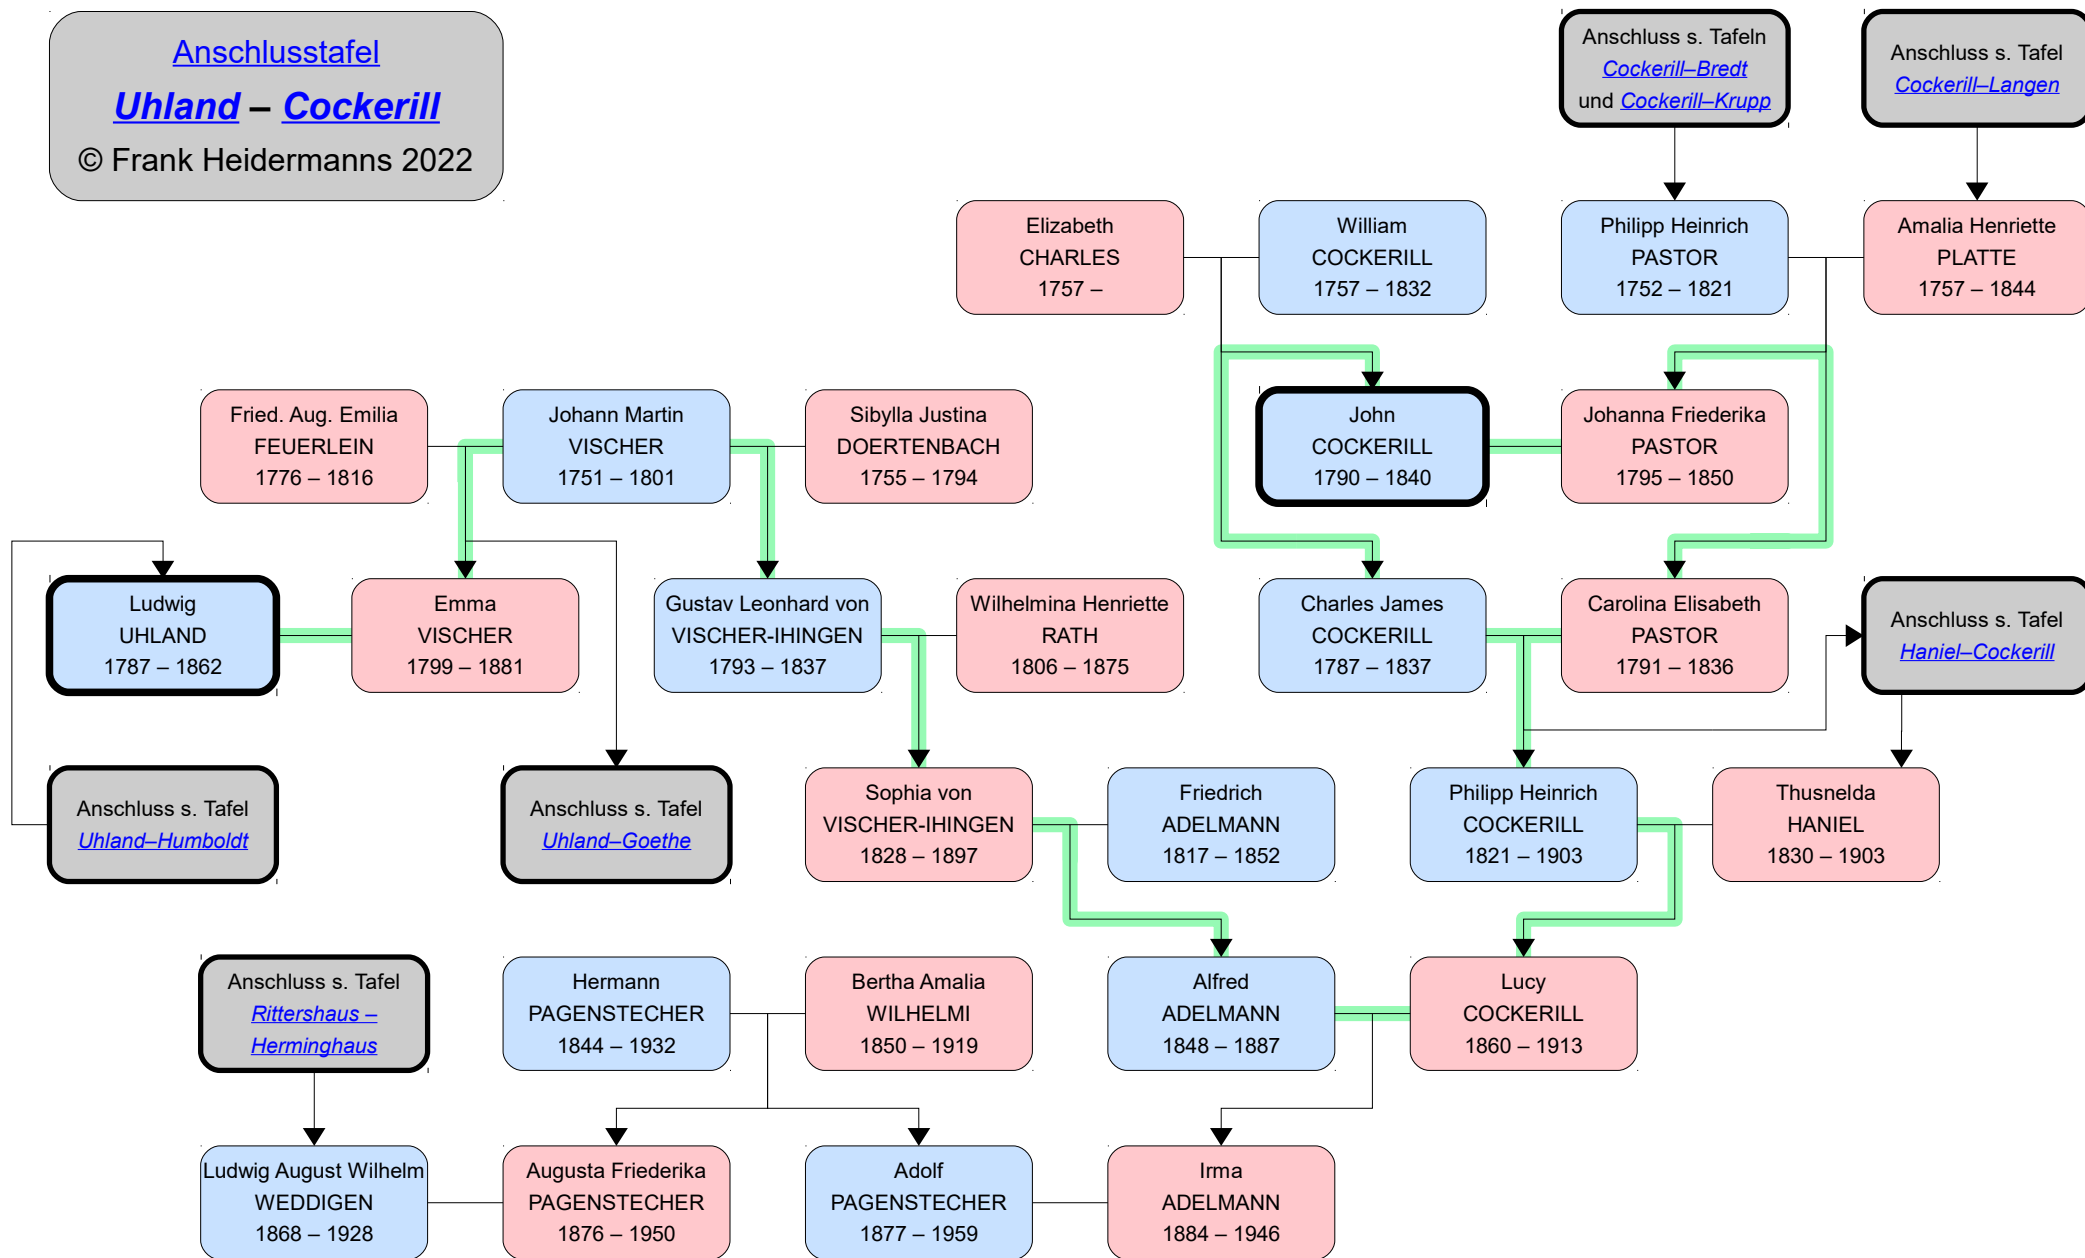 Anschlusstafel
Uhland – Cockerill
© Frank Heidermanns 2022
Anschluss s. Tafeln
Cockerill–Bredt
und Cockerill–Krupp
Anschluss s. Tafel
Cockerill–Langen
Elizabeth
CHARLES
1757 –
William
COCKERILL
1757 – 1832
Philipp Heinrich
PASTOR
1752 – 1821
Amalia Henriette
PLATTE
1757 – 1844
Fried. Aug. Emilia
FEUERLEIN
1776 – 1816
Johann Martin
VISCHER
1751 – 1801
Sibylla Justina
DOERTENBACH
1755 – 1794
John
COCKERILL
1790 – 1840
Johanna Friederika
PASTOR
1795 – 1850
Ludwig
UHLAND
1787 – 1862
Emma
VISCHER
1799 – 1881
Gustav Leonhard von
VISCHER-IHINGEN
1793 – 1837
Wilhelmina Henriette
RATH
1806 – 1875
Charles James
COCKERILL
1787 – 1837
Carolina Elisabeth
PASTOR
1791 – 1836
Anschluss s. Tafel
Haniel–Cockerill
Anschluss s. Tafel
Uhland–Humboldt
Anschluss s. Tafel
Uhland–Goethe
Sophia von
VISCHER-IHINGEN
1828 – 1897
Friedrich
ADELMANN
1817 – 1852
Philipp Heinrich
COCKERILL
1821 – 1903
Thusnelda
HANIEL
1830 – 1903
Anschluss s. Tafel
Rittershaus –
Herminghaus
Hermann
PAGENSTECHER
1844 – 1932
Bertha Amalia
WILHELMI
1850 – 1919
Alfred
ADELMANN
1848 – 1887
Lucy
COCKERILL
1860 – 1913
Ludwig August Wilhelm
WEDDIGEN
1868 – 1928
Augusta Friederika
PAGENSTECHER
1876 – 1950
Adolf
PAGENSTECHER
1877 – 1959
Irma
ADELMANN
1884 – 1946